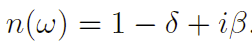 n(ω) = 1 − δ + iβ